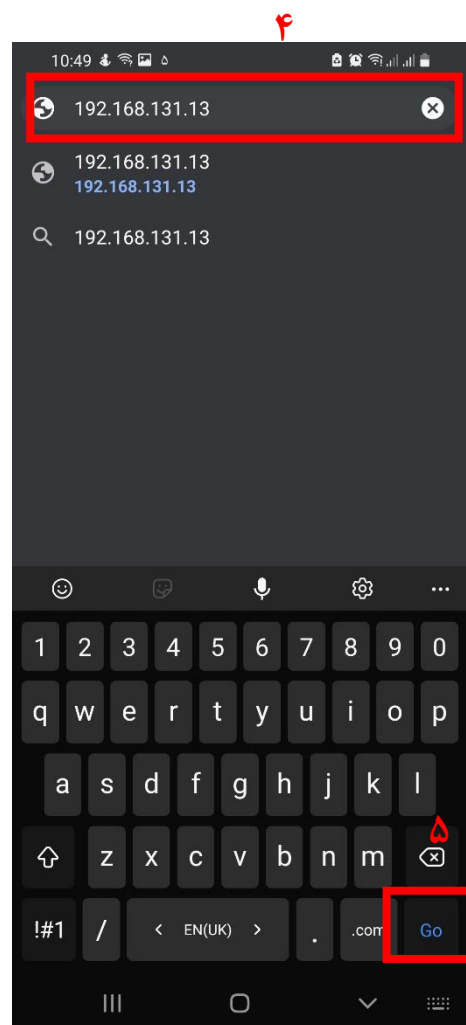 ۴
10:49 ۵
192.168.131.13
192.168.131.13
192.168.131.13
192.168.131.13
1 2 3 4 5 6 7 8 9 0
q w e r t y u i o p
a s d f g h j k l
۵
z x c v b n m
!#1 / < EN(UK) > . .com Go